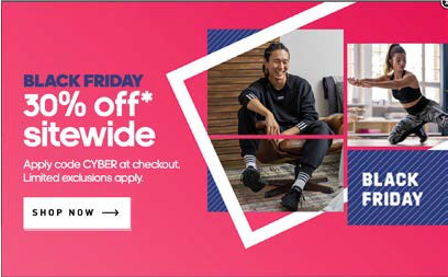 BLACK FRIDAY
30% off*
sitewide
Apply code CYBER at checkout.
Limited exclusions apply.
SHOP NOW →
BLACK
FRIDAY